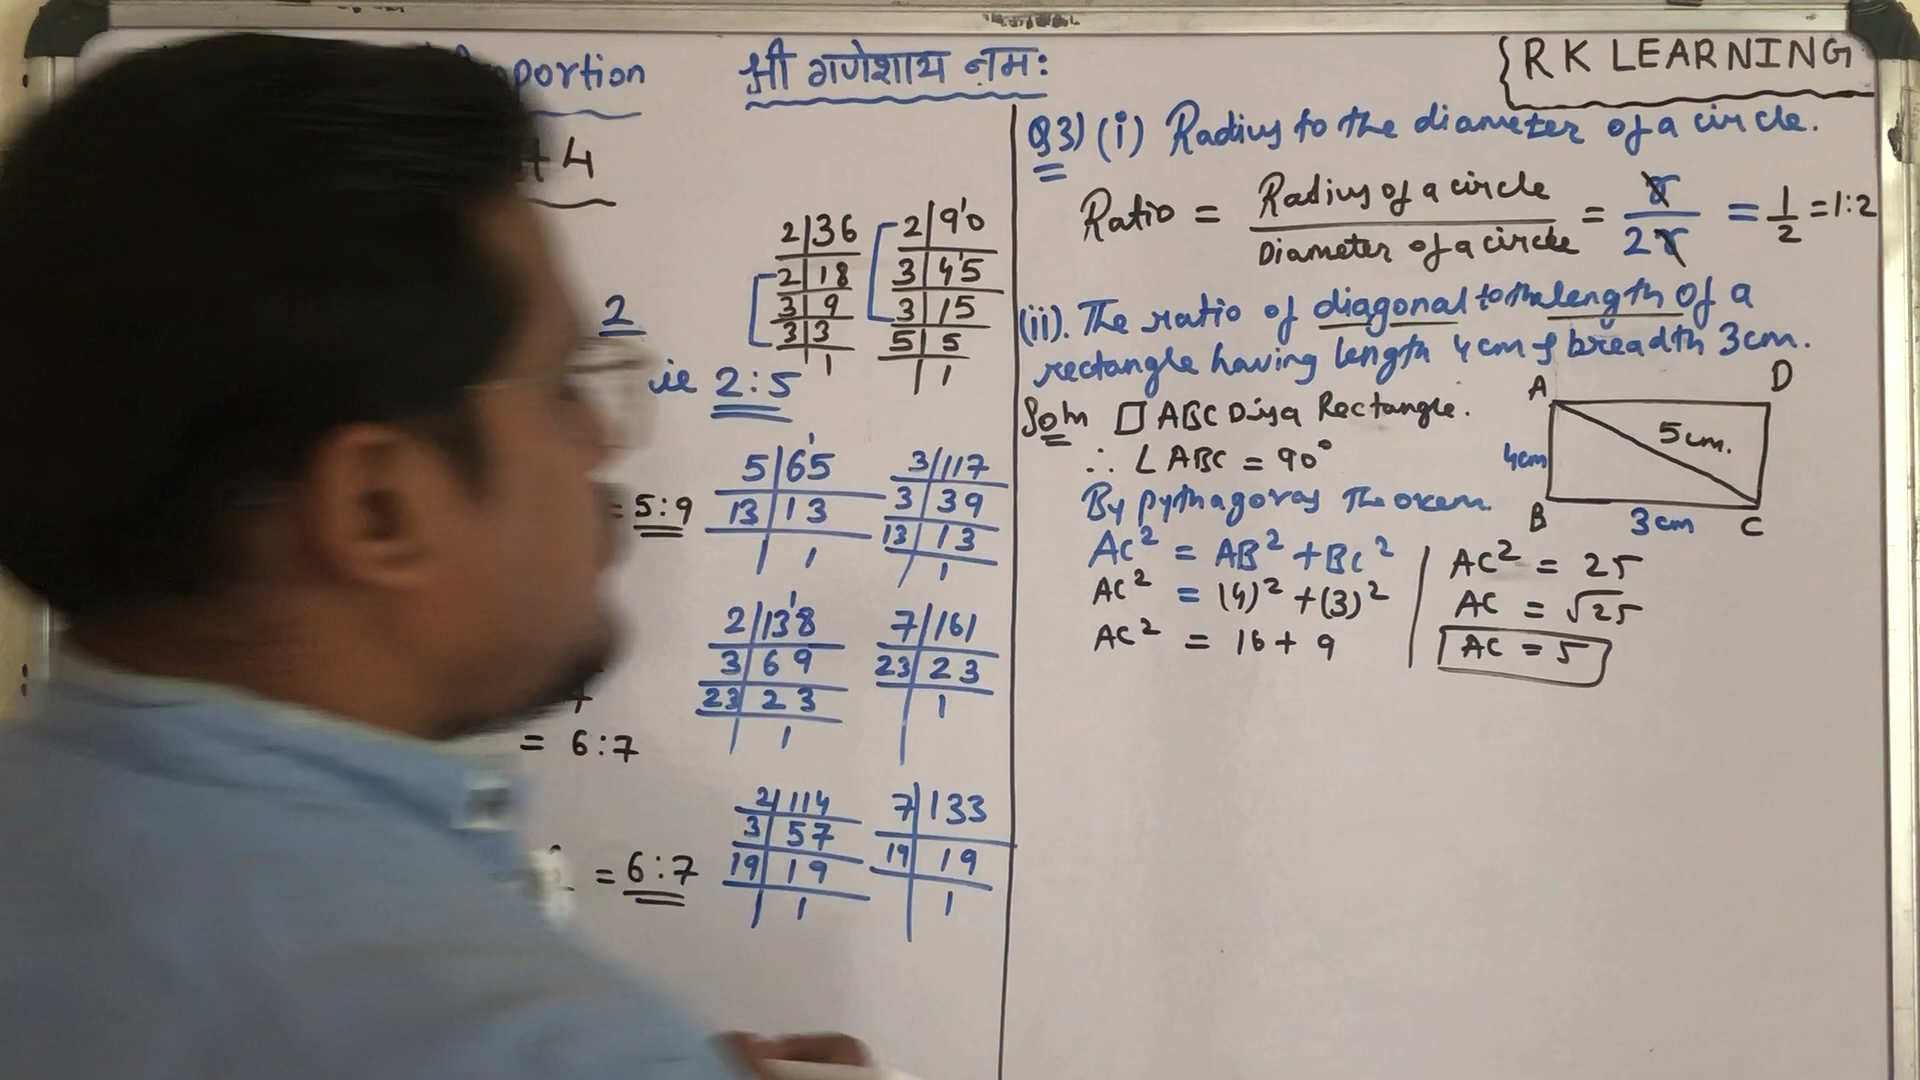 portion
श्री गणेशाय नमः
{RK LEARNING
+4
2
ie 2:5
= 5:9
= 6:7
= 6:7
2|36
2|18
3|9
3|3
1
2|90
3|45
3|15
5|5
1
5|65
13|13
1
3|117
3|39
13|13
1
2|138
3|69
23|23
1
7|161
23|23
1
2|114
3|57
19|19
1
7|133
19|19
1
Q3) (i) Radius to the diameter of a circle.
Ratio = Radius of a circle / Diameter of a circle = r/2r = 1/2 = 1:2
(ii). The ratio of diagonal to the length of a
rectangle having length 4cm & breadth 3cm.
Soln □ ABCD is a Rectangle.
∴ ∠ABC = 90°
By pythagoras Theorem.
AC² = AB² + BC²
AC² = (4)² + (3)²
AC² = 16 + 9
AC² = 25
AC = √25
AC = 5
A
D
5cm.
4cm
B
3cm
C